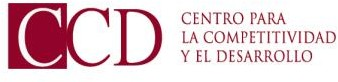 CCD
CENTRO PARA
LA COMPETITIVIDAD
Y EL DESARROLLO